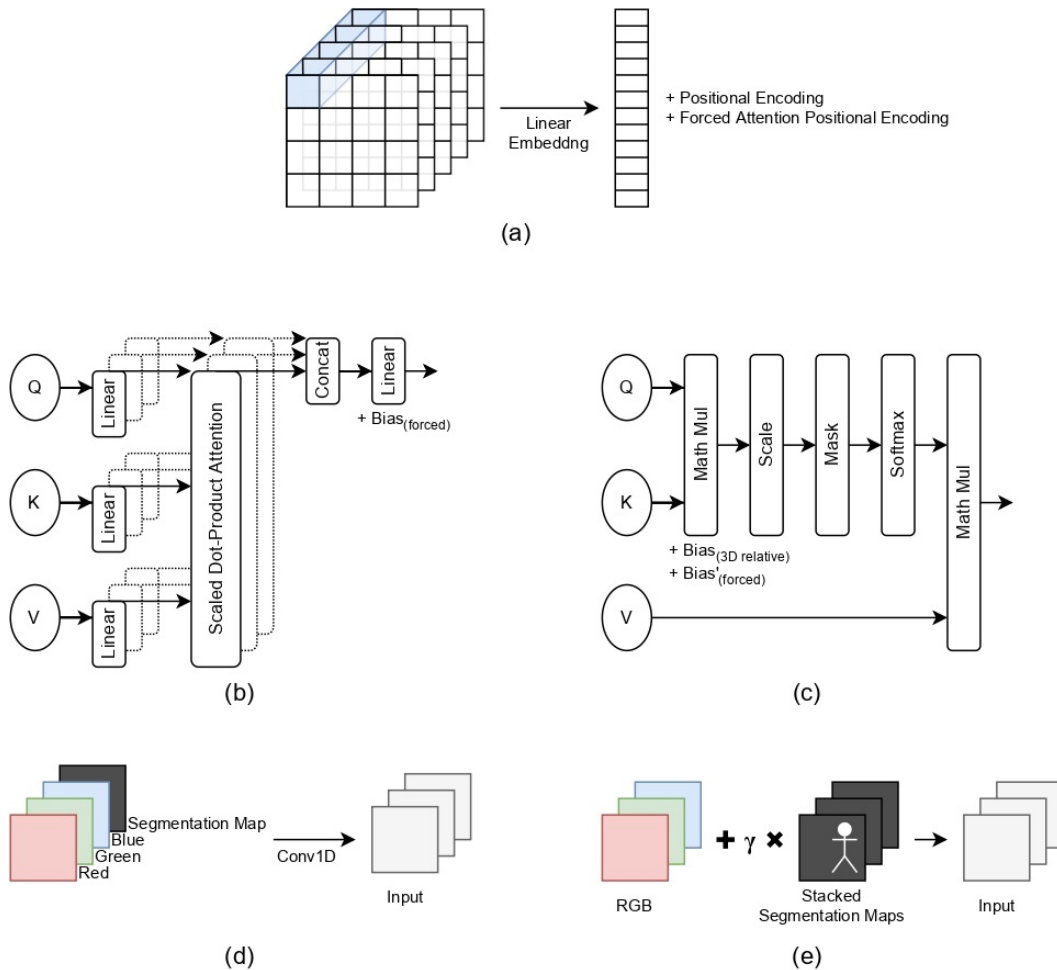 + Positional Encoding
+ Forced Attention Positional Encoding
Linear
Embeddng
(a)
Q
K
V
Linear
Linear
Linear
Scaled Dot-Product Attention
Concat
Linear
+ Bias(forced)
(b)
Q
K
V
Math Mul
Scale
Mask
Softmax
Math Mul
+ Bias(3D relative)
+ Bias'(forced)
(c)
Segmentation Map
Blue
Green
Red
Conv1D
Input
(d)
RGB
+ γ ×
Stacked
Segmentation Maps
Input
(e)